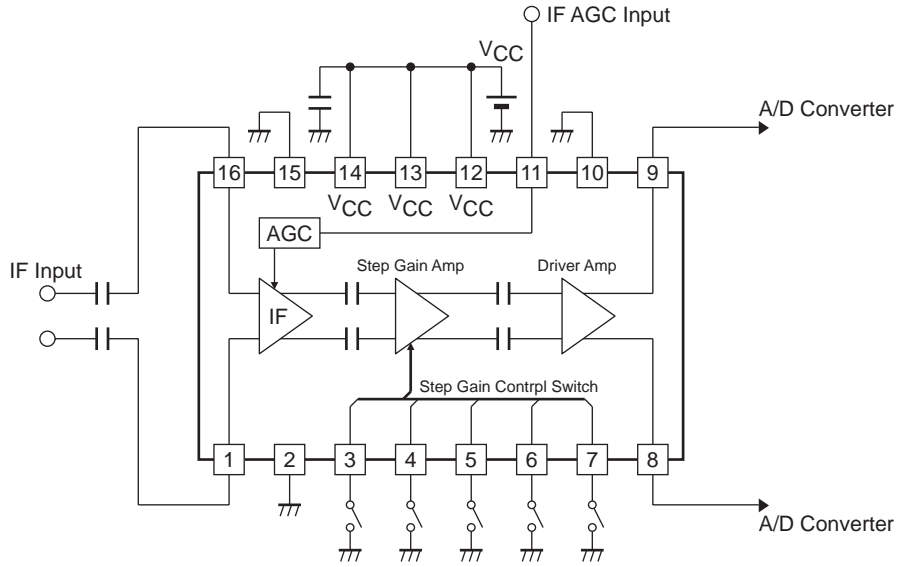 IF AGC Input
VCC
A/D Converter
16 15 14 13 12 11 10 9
VCC VCC VCC
AGC
Step Gain Amp Driver Amp
IF Input
IF
Step Gain Contrpl Switch
1 2 3 4 5 6 7 8
A/D Converter